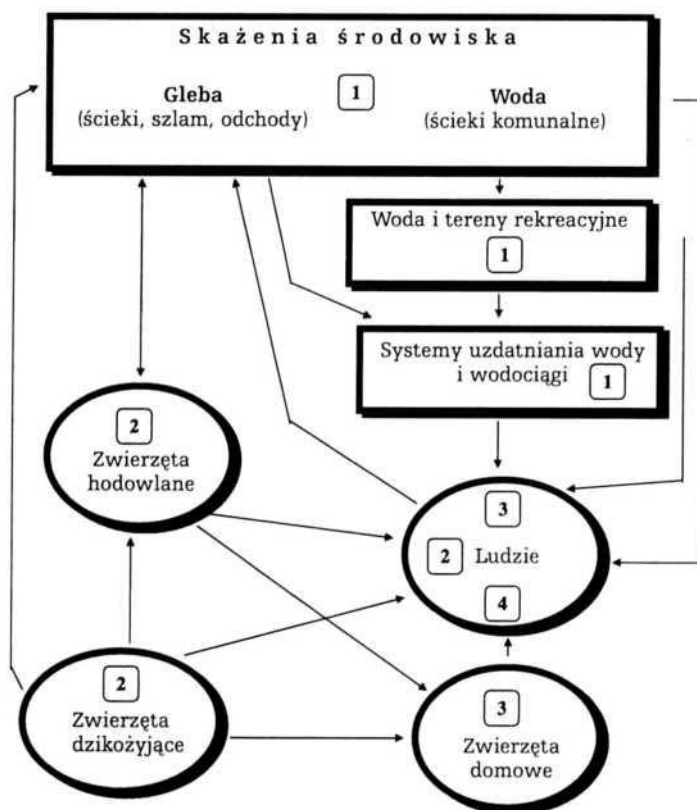 Skażenia środowiska
Gleba
(ścieki, szlam, odchody)
1
Woda
(ścieki komunalne)
Woda i tereny rekreacyjne
1
Systemy uzdatniania wody
i wodociągi
1
2
Zwierzęta
hodowlane
3
2 Ludzie
4
2
Zwierzęta
dzikożyjące
3
Zwierzęta
domowe